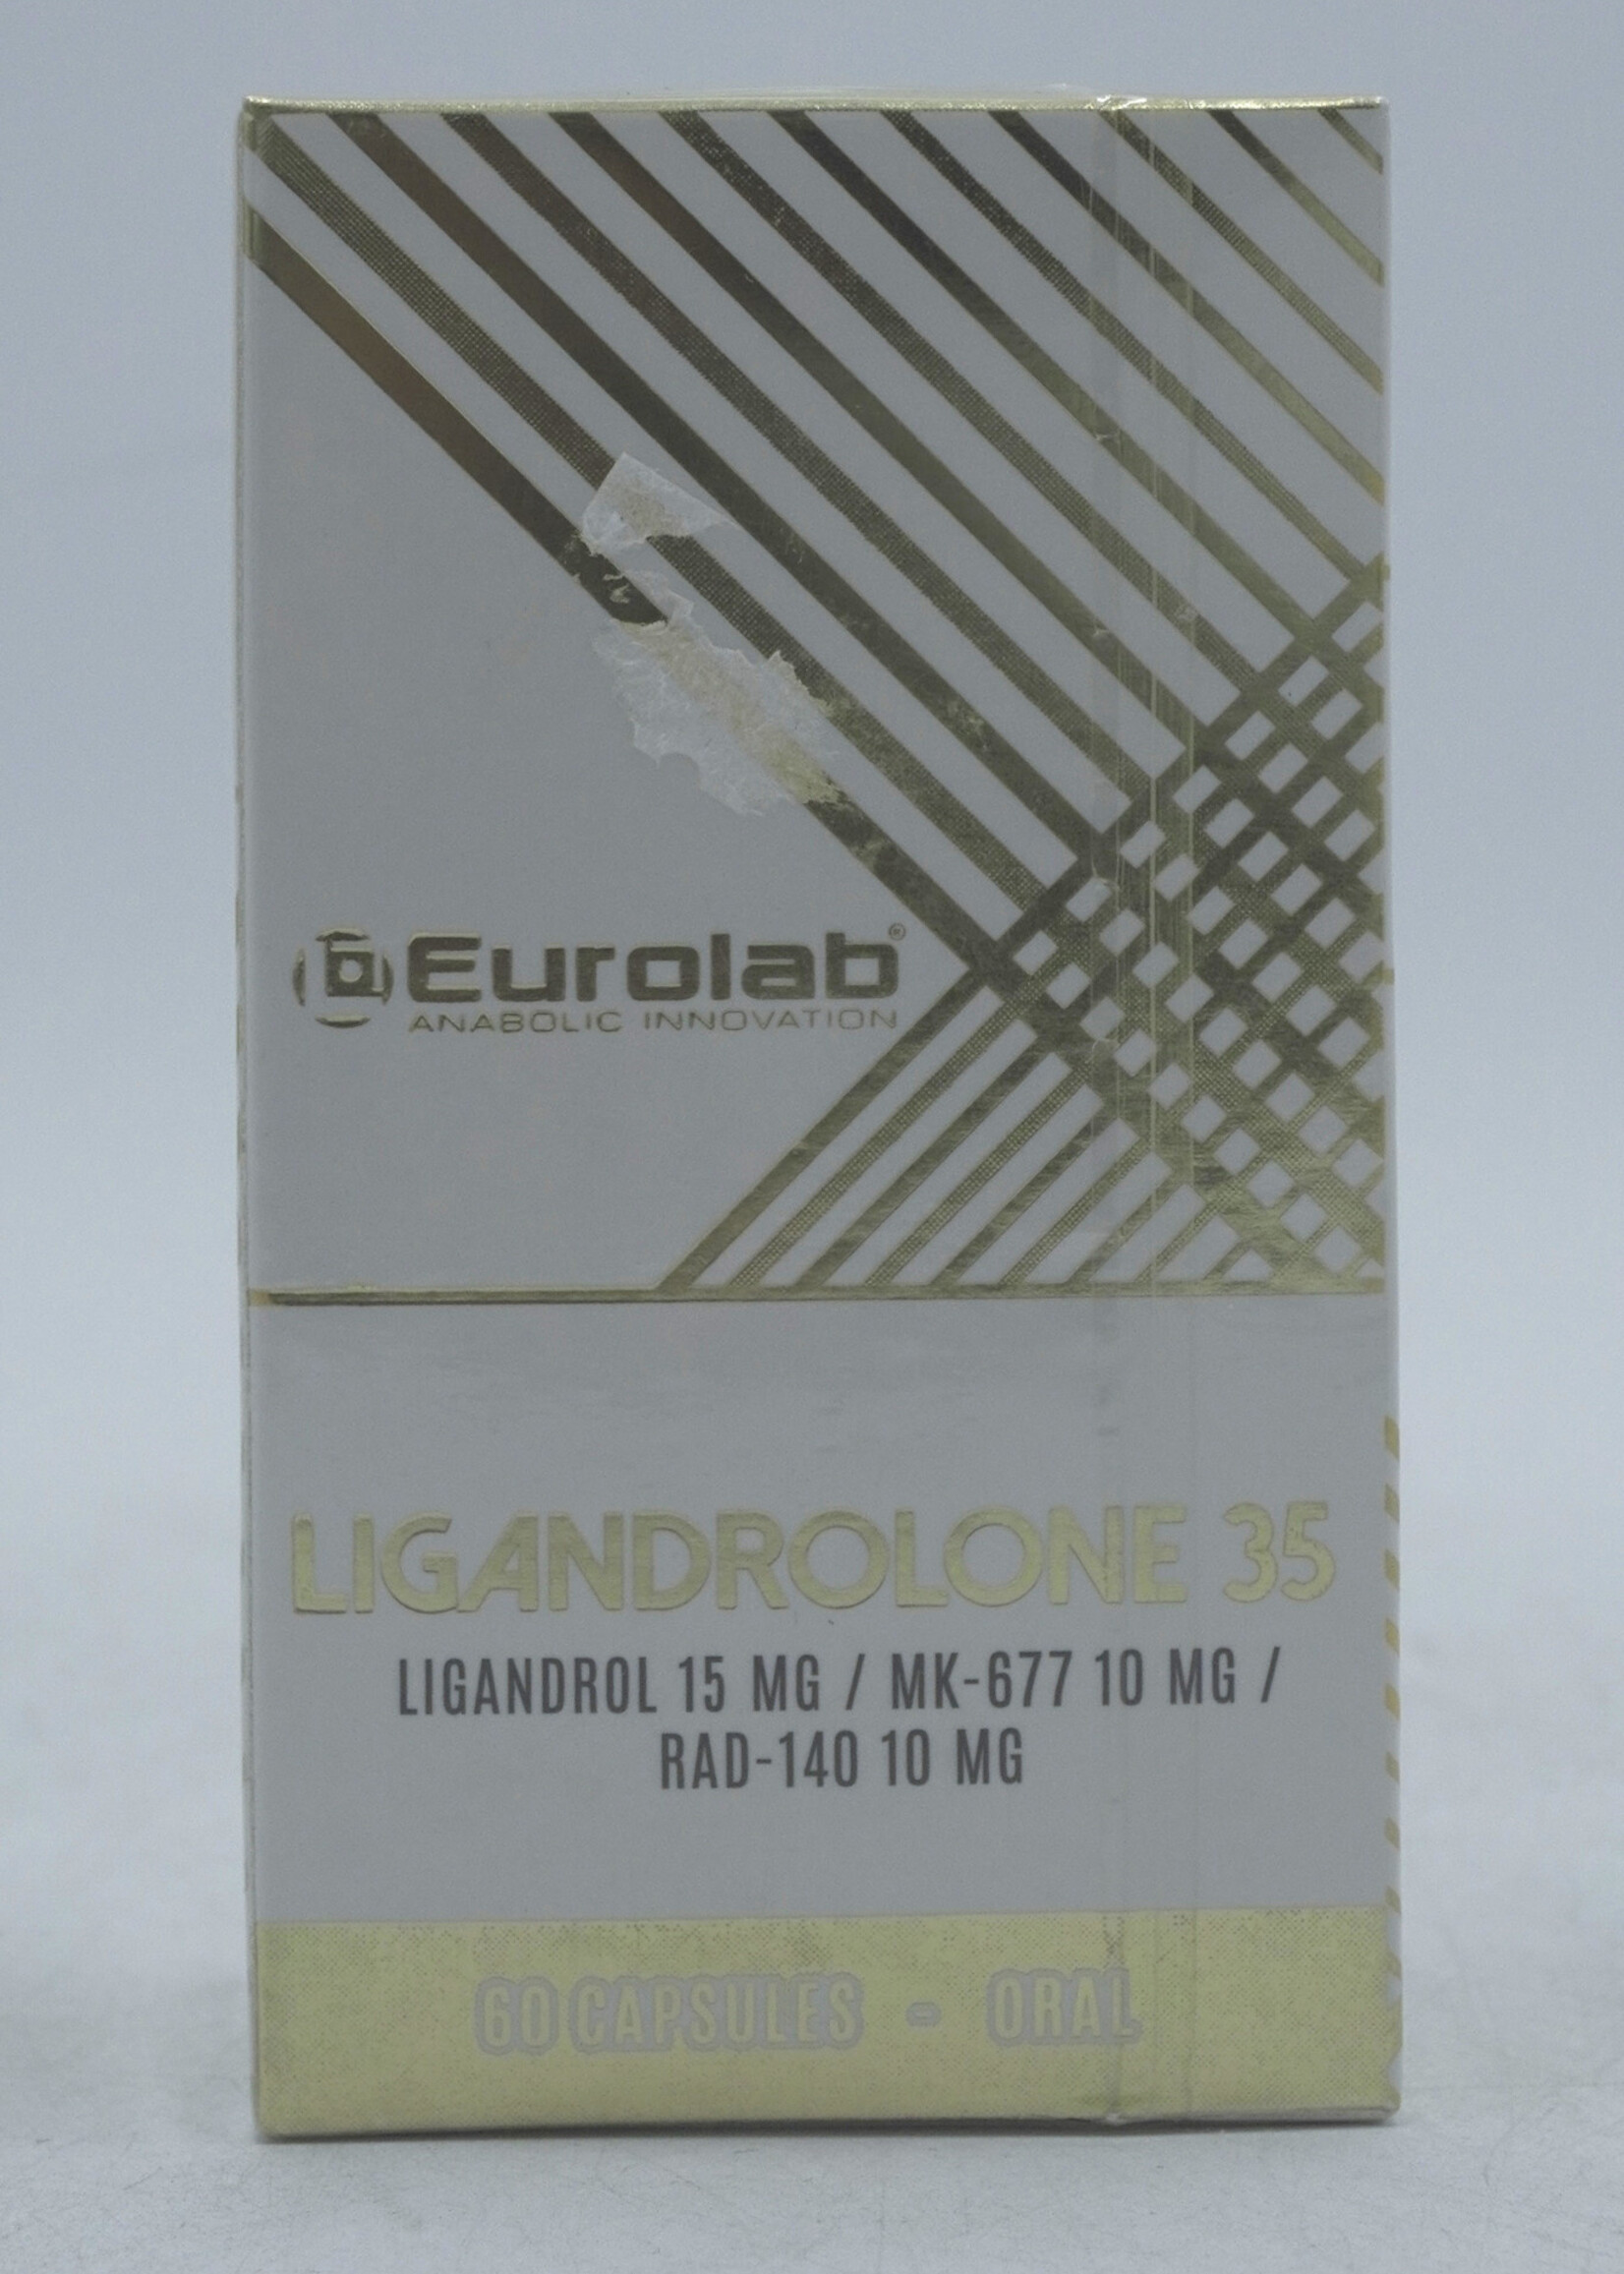 Eurolab®
ANABOLIC INNOVATION
LIGANDROLONE 35
LIGANDROL 15 MG / MK-677 10 MG /
RAD-140 10 MG
60 CAPSULES - ORAL